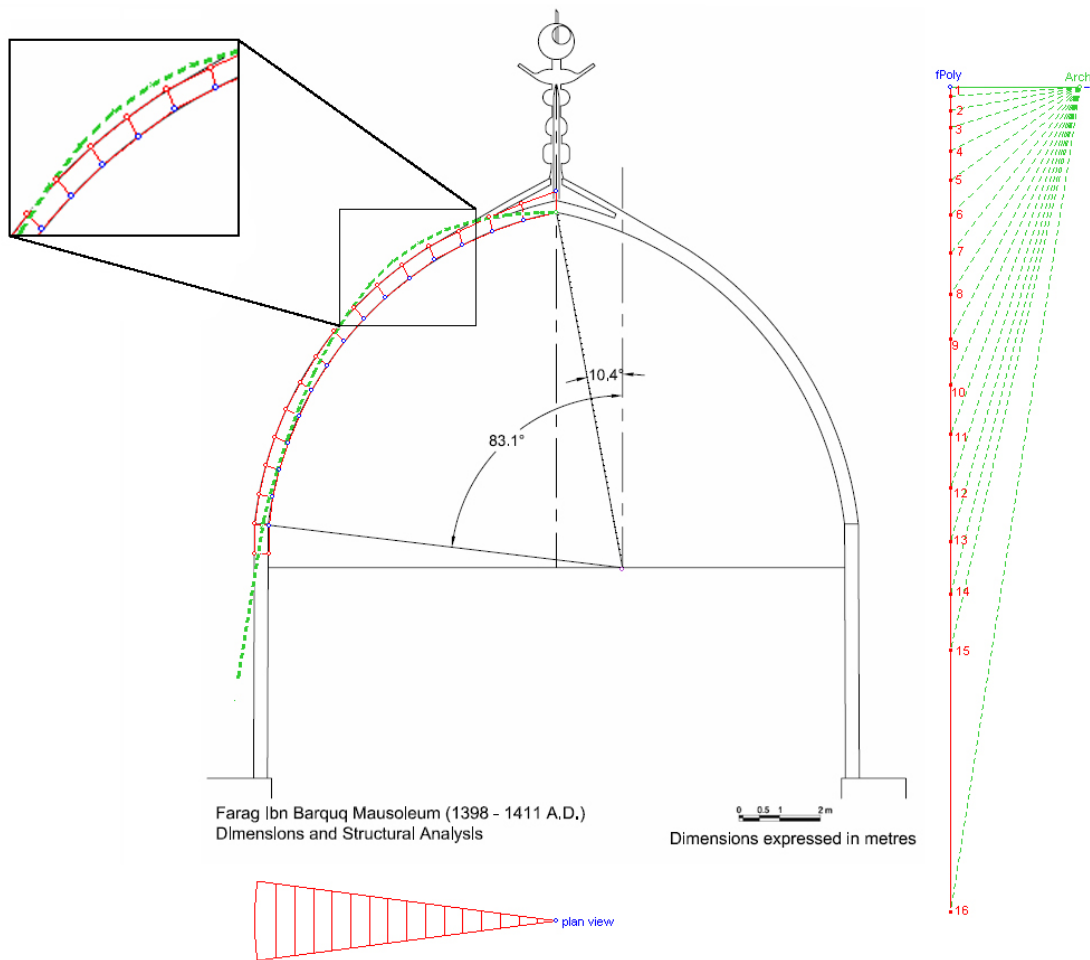 fPoly
Arch
1
2
3
4
5
6
7
8
9
10
11
12
13
14
15
16
10,4°
83.1°
Farag Ibn Barquq Mausoleum (1398 - 1411 A.D.)
Dimensions and Structural Analysis
0 0.5 1 2 m
Dimensions expressed in metres
plan view